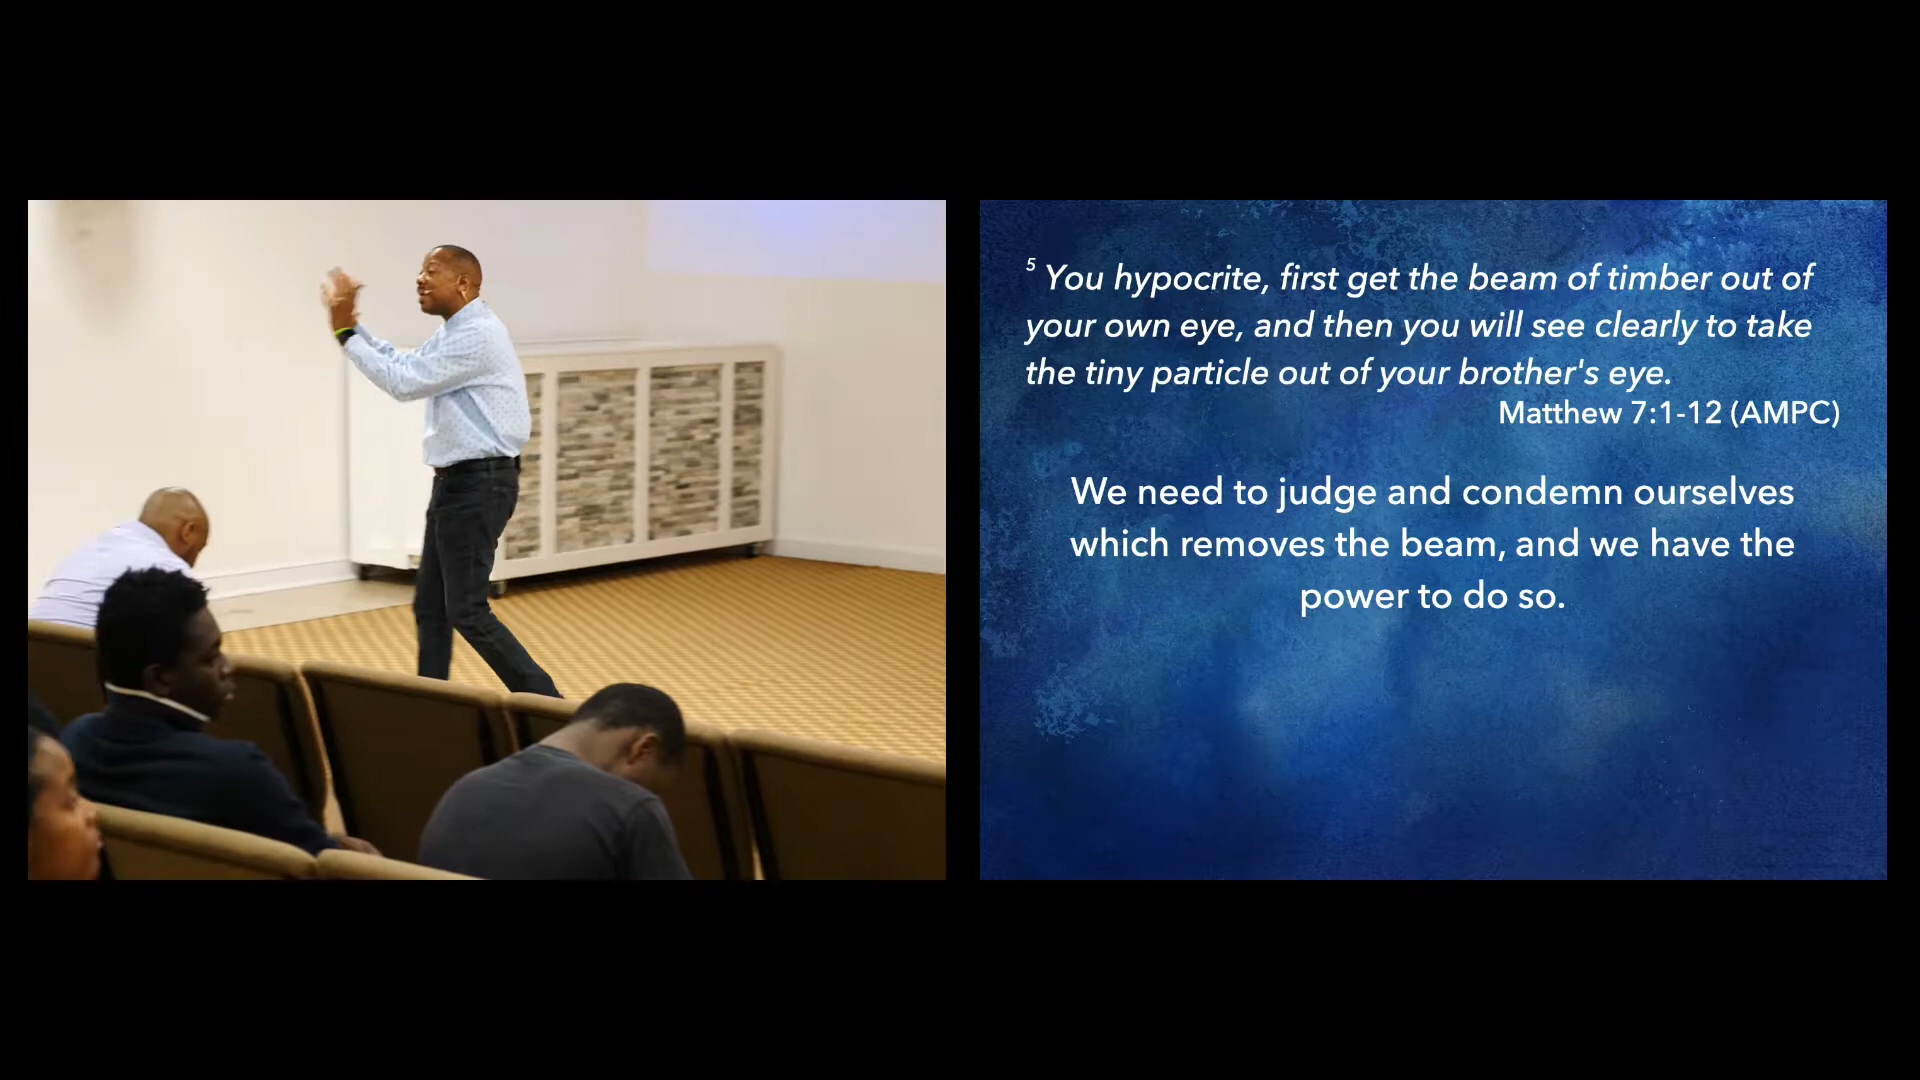 5 You hypocrite, first get the beam of timber out of
your own eye, and then you will see clearly to take
the tiny particle out of your brother's eye.
Matthew 7:1-12 (AMPC)
We need to judge and condemn ourselves
which removes the beam, and we have the
power to do so.